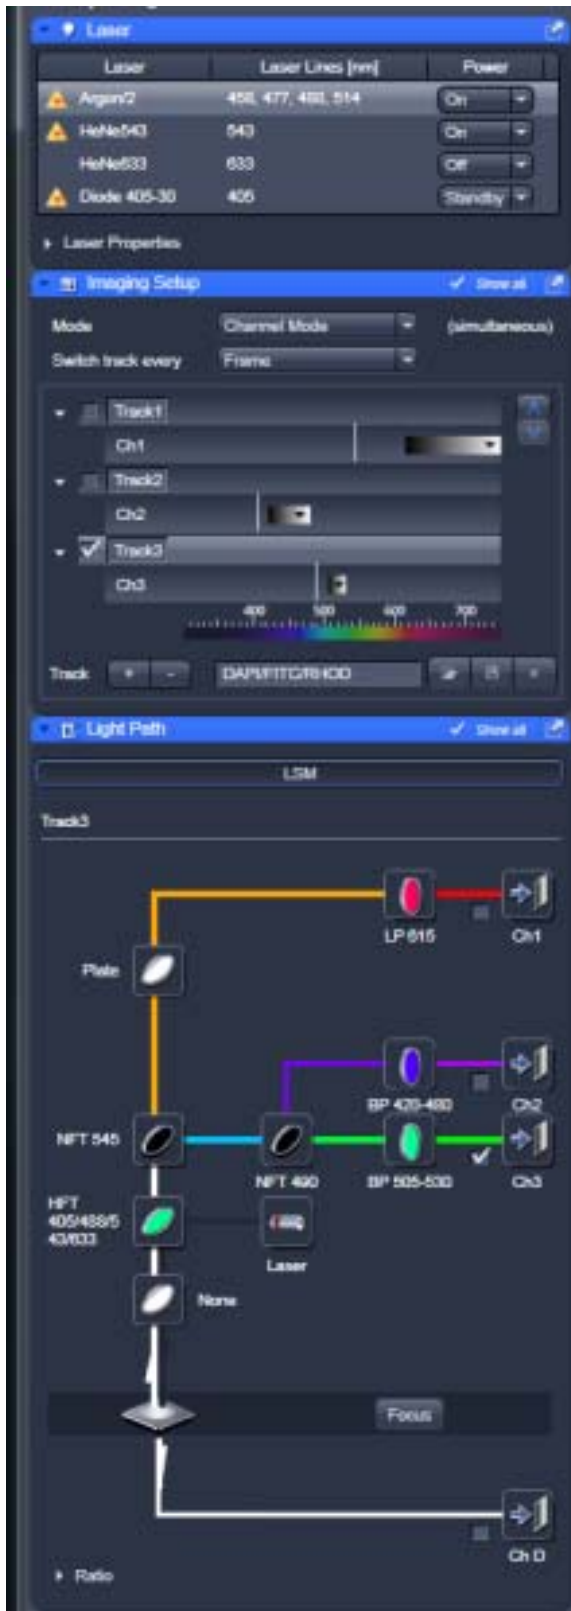 Laser
Laser Laser Lines [nm] Power
Argon/2 458, 477, 488, 514 On
HeNe543 543 On
HeNe633 633 Off
Diode 405-30 405 Standby
Laser Properties
Imaging Setup Show all
Mode Channel Mode (simultaneous)
Switch track every Frame
Track1
Ch1
Track2
Ch2
Track3
Ch3
400 500 600 700
Track + - DAPI/FITC/RHOD
Light Path Show all
LSM
Track3
LP 615 Ch1
Plate
BP 420-480 Ch2
NFT 545 NFT 490 BP 505-530 Ch3
HFT
405/488/5
43/633
Laser
None
Focus
Ch D
Ratio